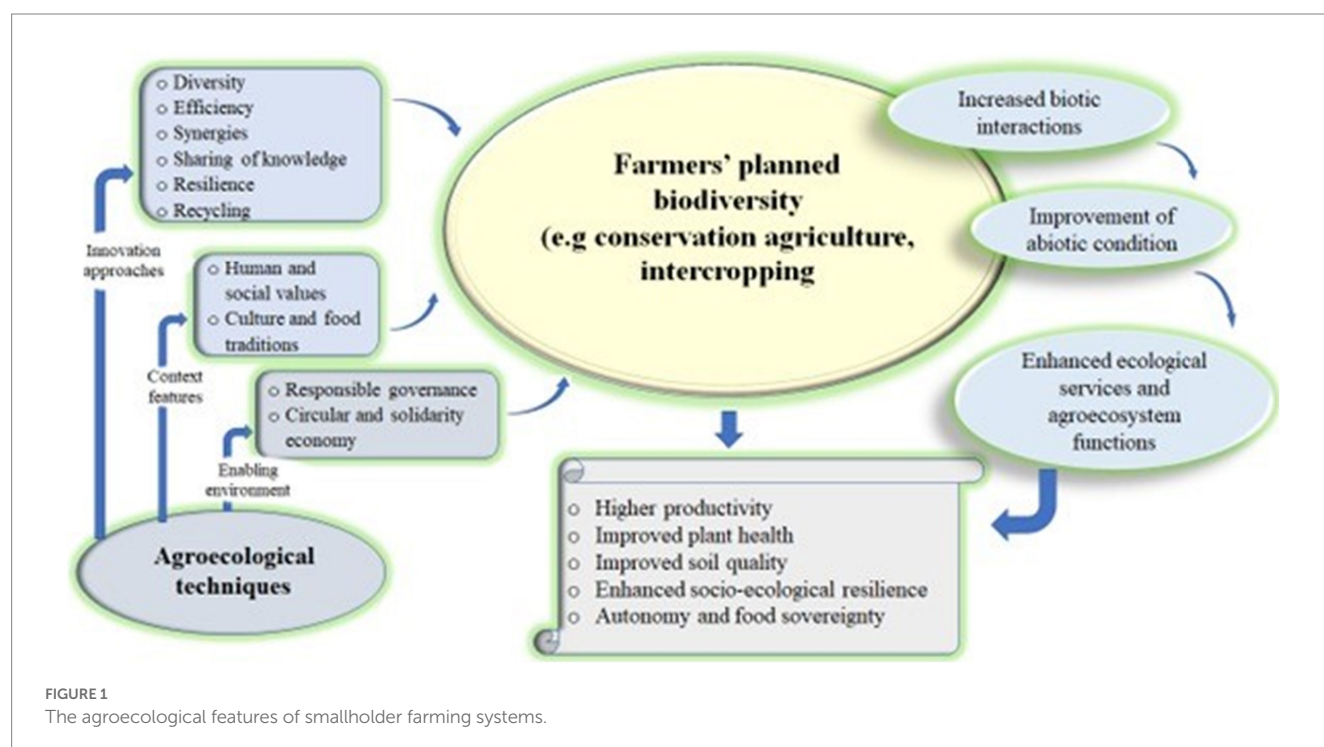 ○ Diversity
○ Efficiency
○ Synergies
○ Sharing of knowledge
○ Resilience
○ Recycling
Innovation
approaches
○ Human and
social values
○ Culture and food
traditions
Context
features
○ Responsible governance
○ Circular and solidarity
economy
Enabling
environment
Agroecological
techniques
Farmers’ planned
biodiversity
(e.g conservation agriculture,
intercropping
Increased biotic
interactions
Improvement of
abiotic condition
Enhanced ecological
services and
agroecosystem
functions
○ Higher productivity
○ Improved plant health
○ Improved soil quality
○ Enhanced socio-ecological resilience
○ Autonomy and food sovereignty
FIGURE 1
The agroecological features of smallholder farming systems.